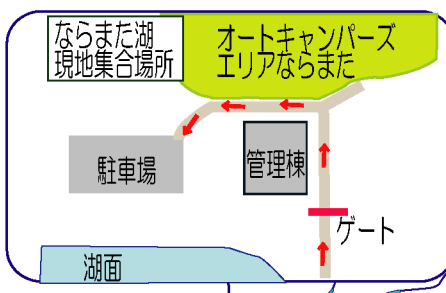 ならまた湖
現地集合場所
オートキャンパーズ
エリアならまた
駐車場
管理棟
ゲート
湖面